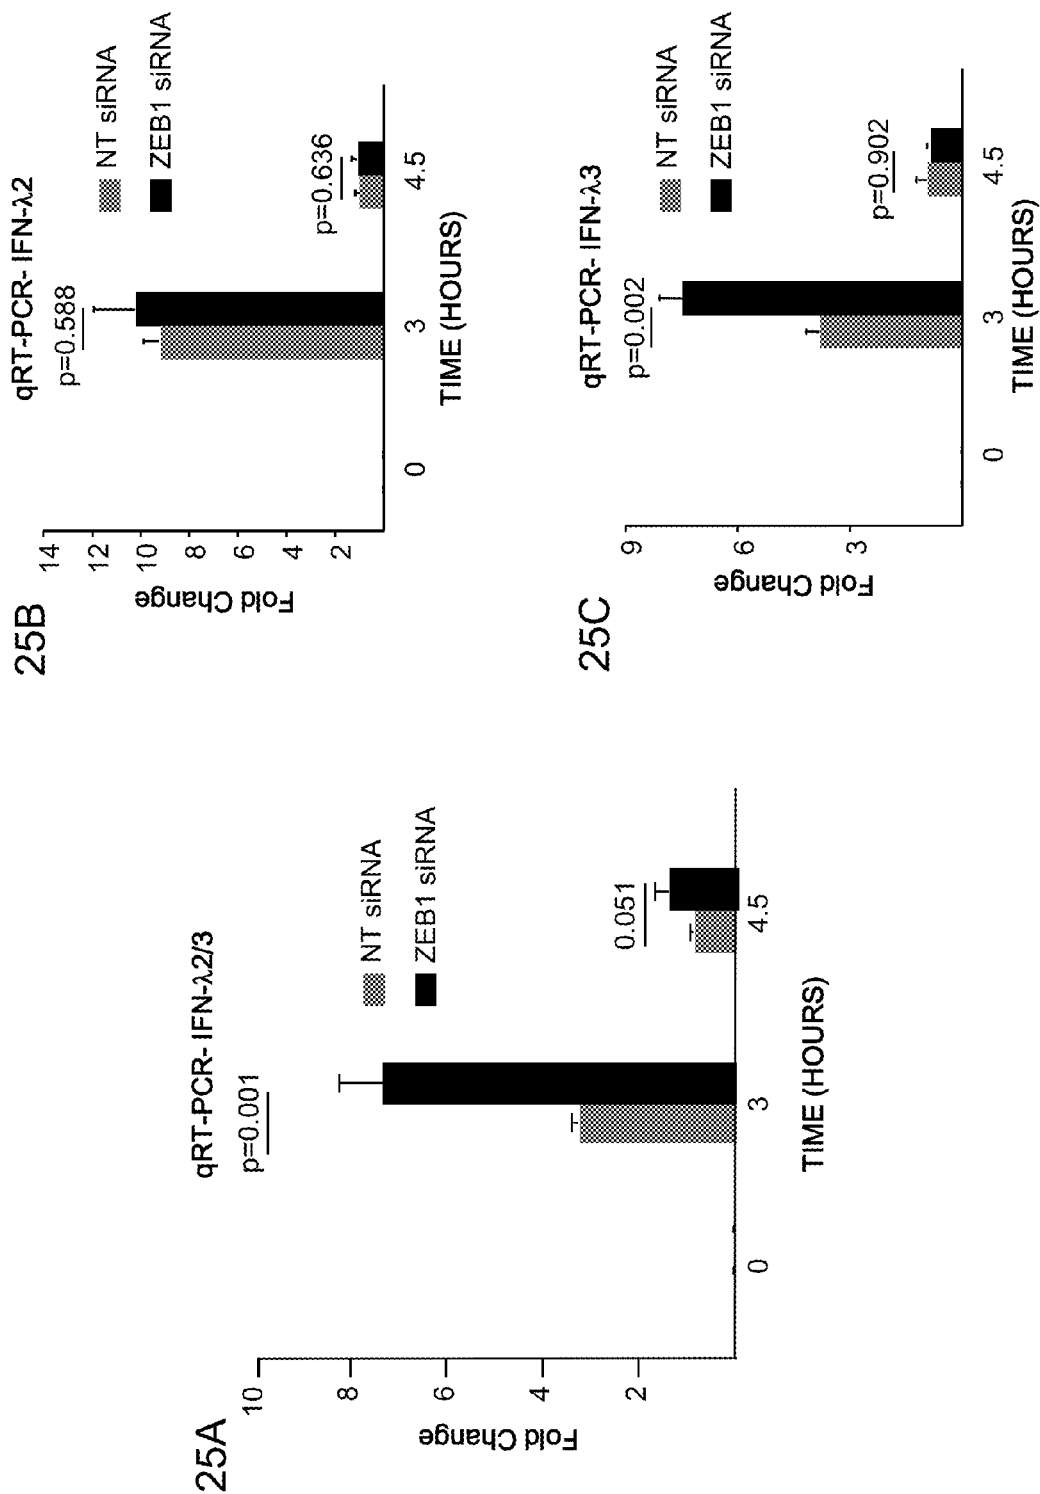 25A
qRT-PCR- IFN-λ2/3
p=0.001
NT siRNA
ZEB1 siRNA
0.051
Fold Change
10
8
6
4
2
0
3
4.5
TIME (HOURS)
25B
qRT-PCR- IFN-λ2
p=0.588
NT siRNA
ZEB1 siRNA
p=0.636
Fold Change
14
12
10
8
6
4
2
0
3
4.5
TIME (HOURS)
25C
qRT-PCR- IFN-λ3
p=0.002
NT siRNA
ZEB1 siRNA
p=0.902
Fold Change
9
6
3
0
3
4.5
TIME (HOURS)